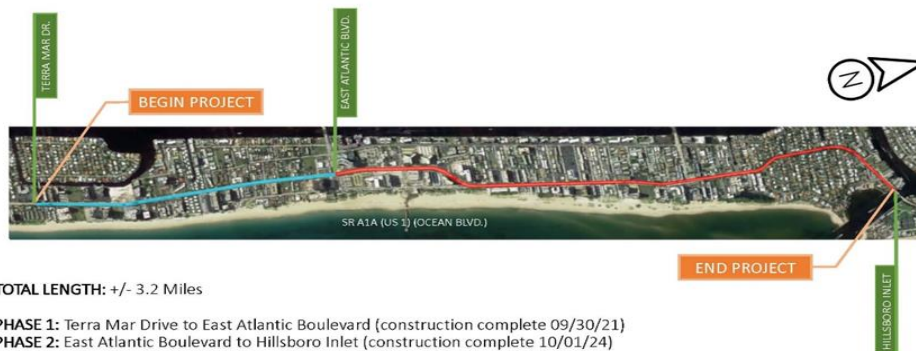 TERRA MAR DR.
EAST ATLANTIC BLVD.
N
BEGIN PROJECT
SR A1A (US 1) (OCEAN BLVD.)
END PROJECT
HILLSBORO INLET
TOTAL LENGTH: +/- 3.2 Miles
PHASE 1: Terra Mar Drive to East Atlantic Boulevard (construction complete 09/30/21)
PHASE 2: East Atlantic Boulevard to Hillsboro Inlet (construction complete 10/01/24)